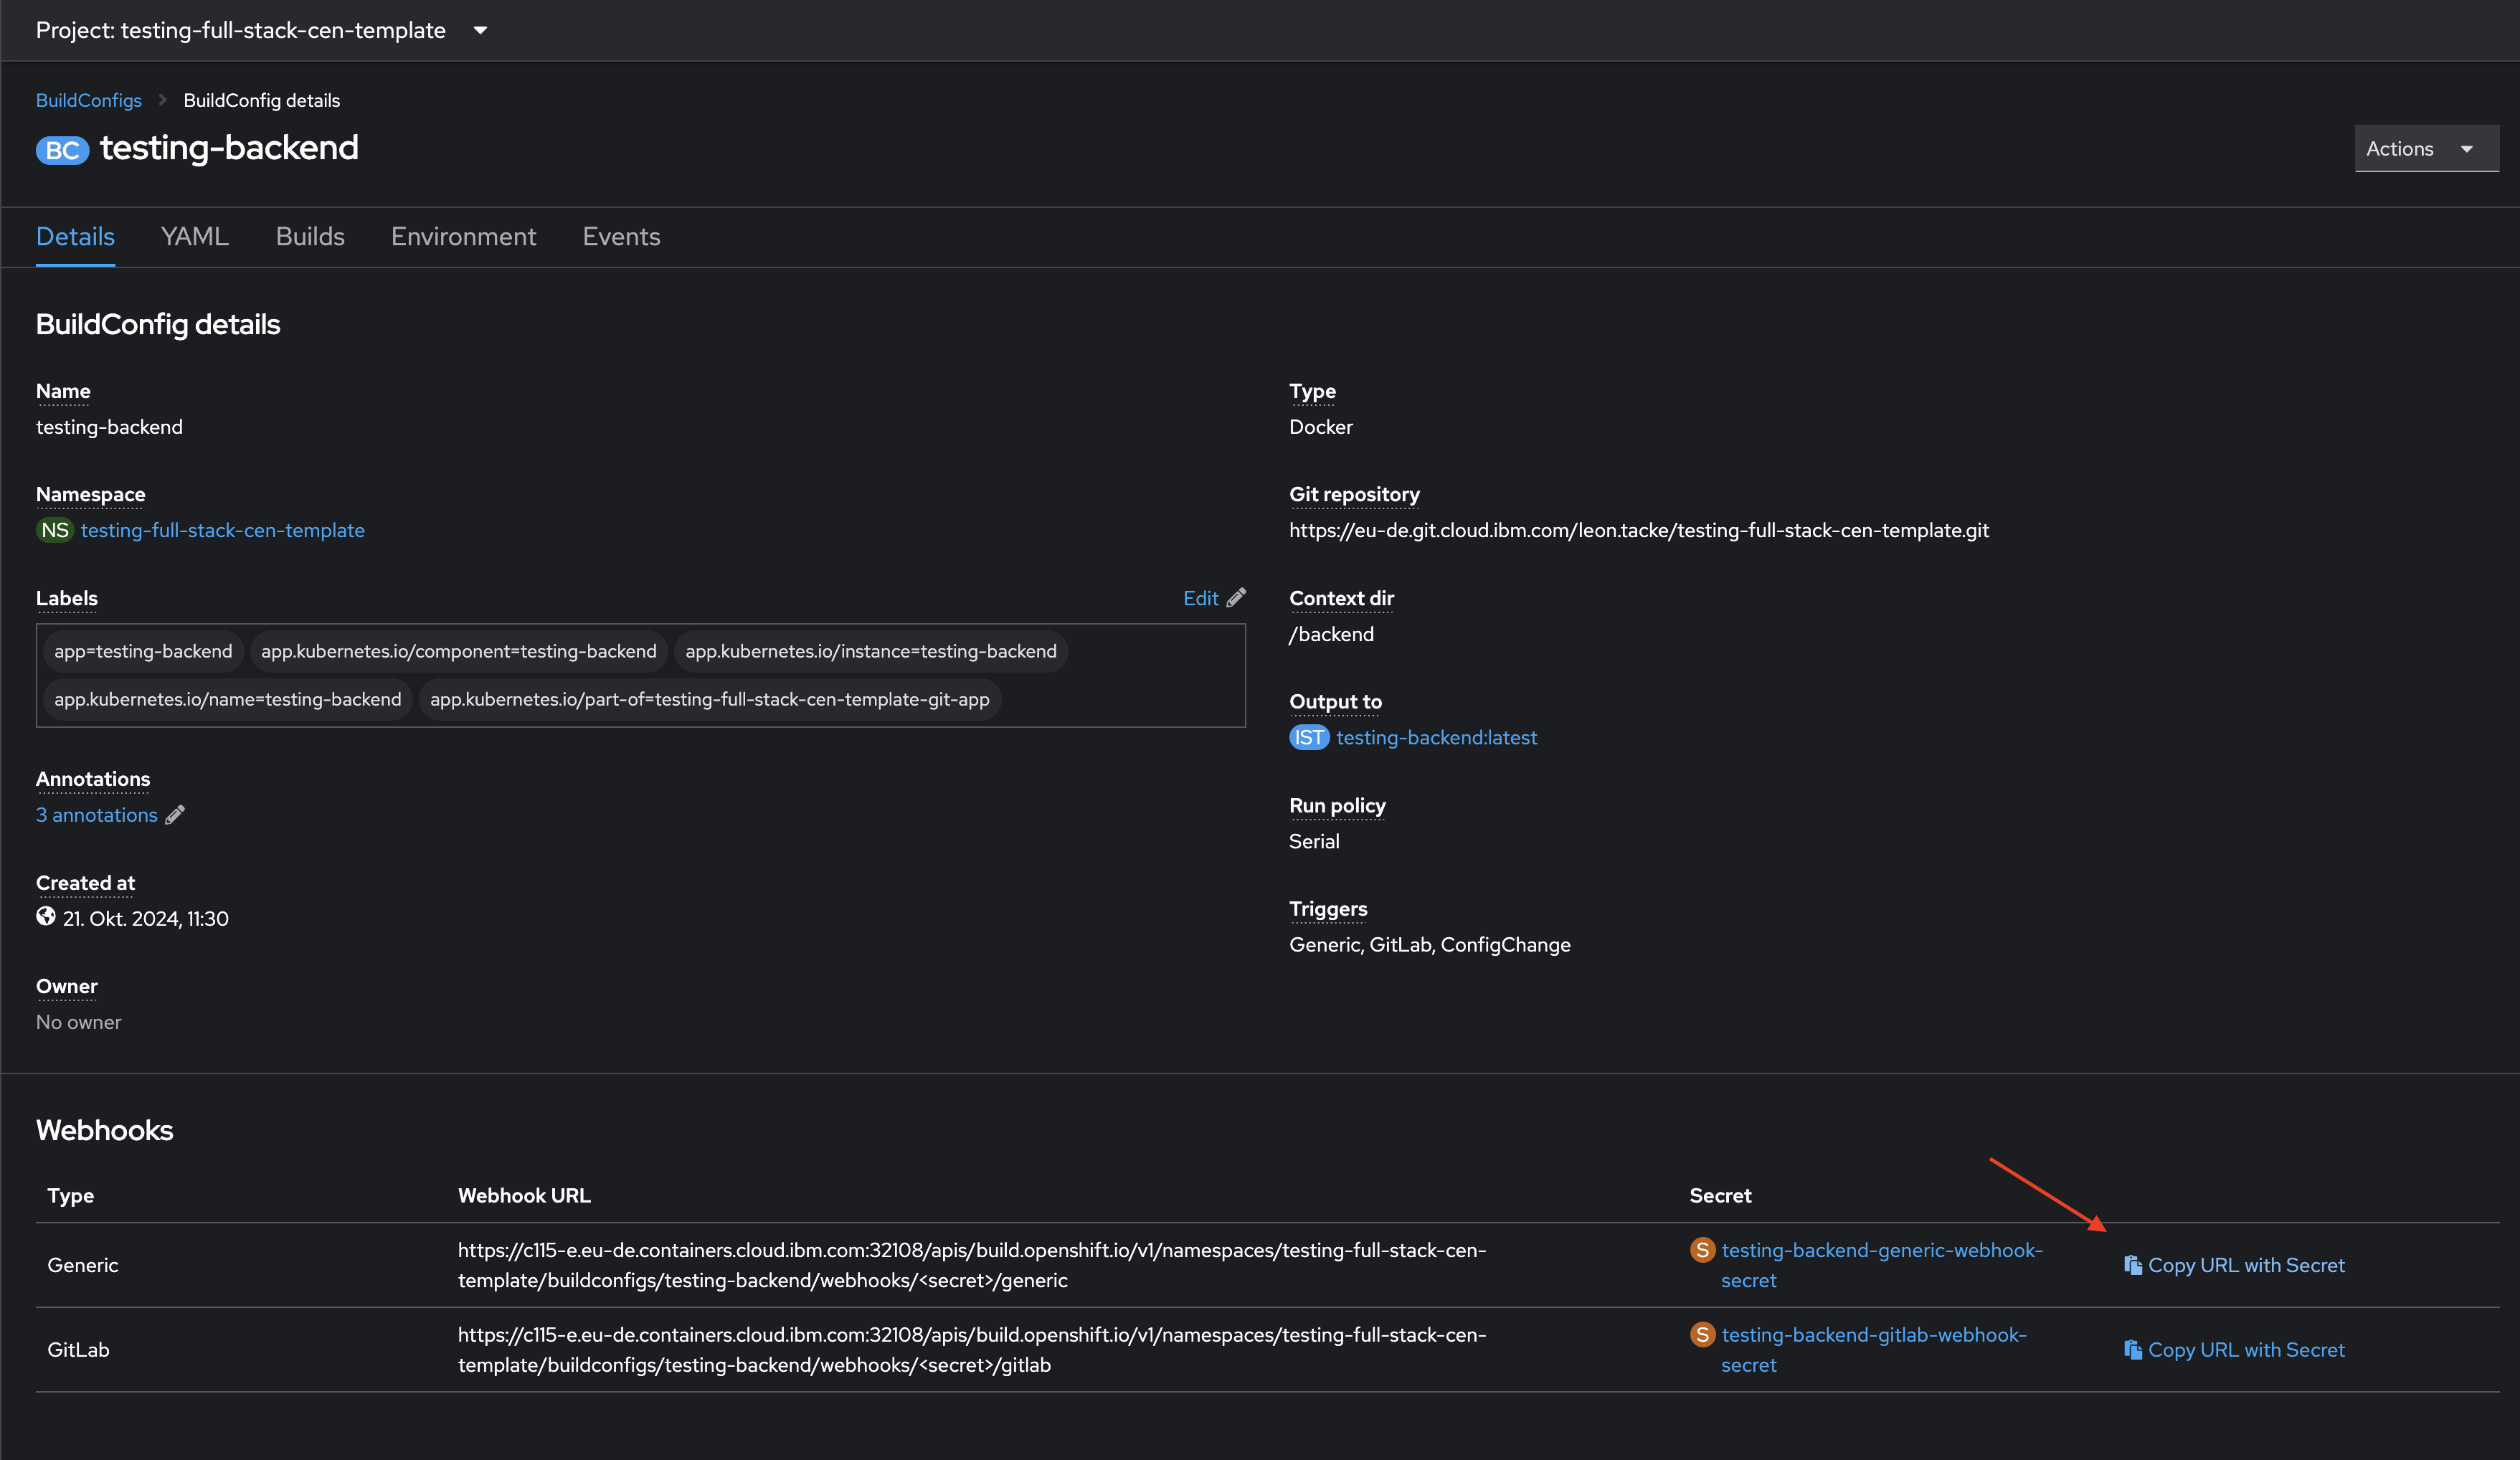 Project: testing-full-stack-cen-template
BuildConfigs
BuildConfig details
BC testing-backend
Actions
Details
YAML
Builds
Environment
Events
BuildConfig details
Name
testing-backend
Namespace
NS testing-full-stack-cen-template
Labels
Edit
app=testing-backend
app.kubernetes.io/component=testing-backend
app.kubernetes.io/instance=testing-backend
app.kubernetes.io/name=testing-backend
app.kubernetes.io/part-of=testing-full-stack-cen-template-git-app
Annotations
3 annotations
Created at
21. Okt. 2024, 11:30
Owner
No owner
Type
Docker
Git repository
https://eu-de.git.cloud.ibm.com/leon.tacke/testing-full-stack-cen-template.git
Context dir
/backend
Output to
IST testing-backend:latest
Run policy
Serial
Triggers
Generic, GitLab, ConfigChange
Webhooks
Type
Webhook URL
Secret
Generic
https://c115-e.eu-de.containers.cloud.ibm.com:32108/apis/build.openshift.io/v1/namespaces/testing-full-stack-cen-
template/buildconfigs/testing-backend/webhooks/<secret>/generic
S testing-backend-generic-webhook-
secret
Copy URL with Secret
GitLab
https://c115-e.eu-de.containers.cloud.ibm.com:32108/apis/build.openshift.io/v1/namespaces/testing-full-stack-cen-
template/buildconfigs/testing-backend/webhooks/<secret>/gitlab
S testing-backend-gitlab-webhook-
secret
Copy URL with Secret